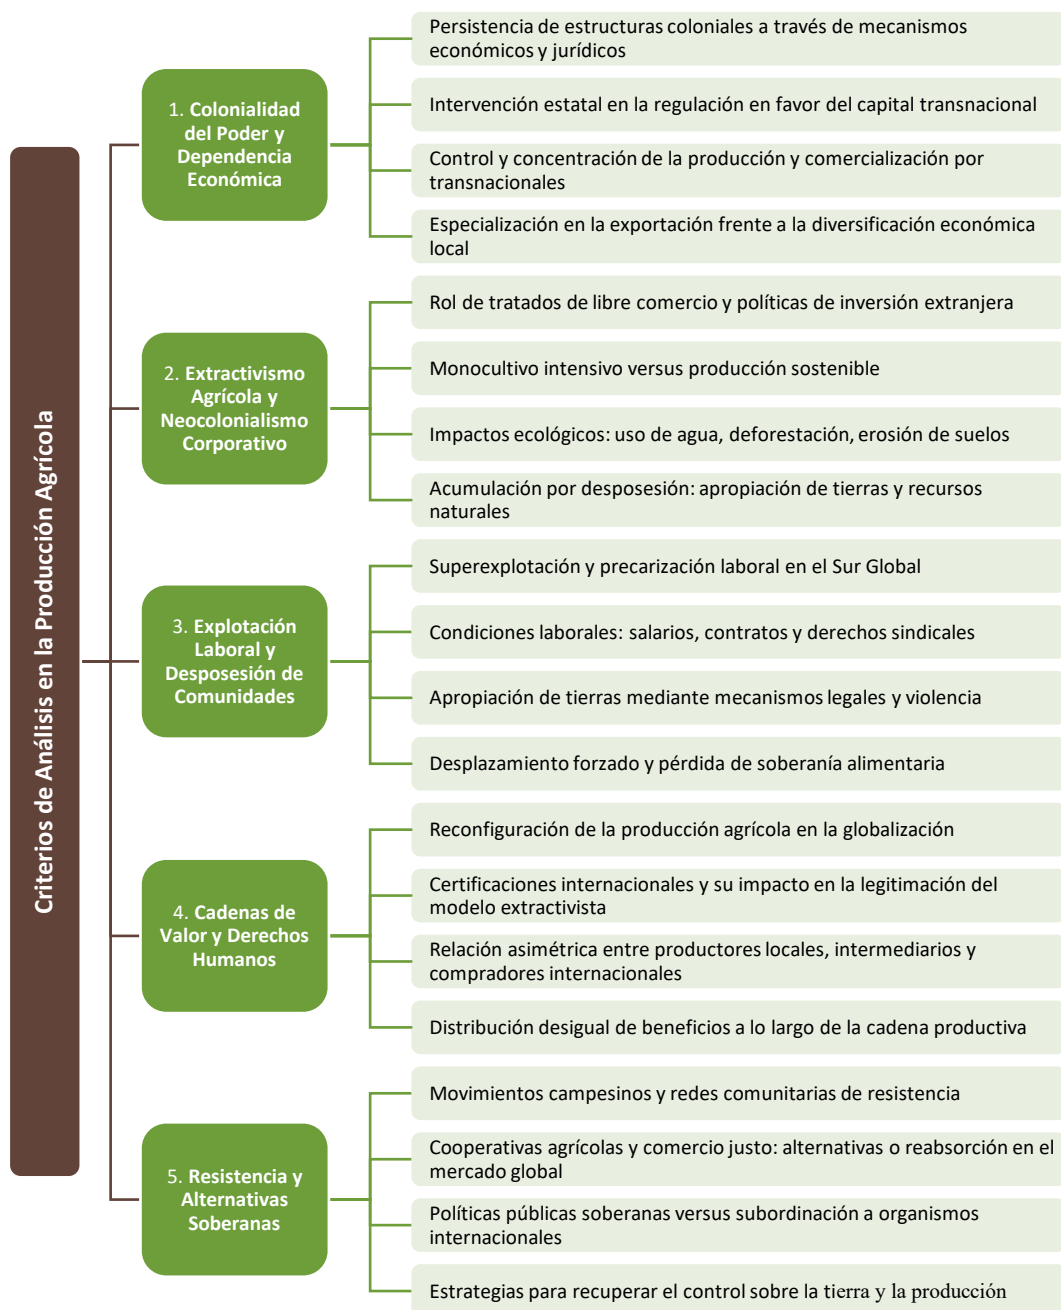 Criterios de Análisis en la Producción Agrícola
1. Colonialidad
del Poder y
Dependencia
Económica
Persistencia de estructuras coloniales a través de mecanismos
económicos y jurídicos
Intervención estatal en la regulación en favor del capital transnacional
Control y concentración de la producción y comercialización por
transnacionales
Especialización en la exportación frente a la diversificación económica
local
2. Extractivismo
Agrícola y
Neocolonialismo
Corporativo
Rol de tratados de libre comercio y políticas de inversión extranjera
Monocultivo intensivo versus producción sostenible
Impactos ecológicos: uso de agua, deforestación, erosión de suelos
Acumulación por desposesión: apropiación de tierras y recursos
naturales
3. Explotación
Laboral y
Desposesión de
Comunidades
Superexplotación y precarización laboral en el Sur Global
Condiciones laborales: salarios, contratos y derechos sindicales
Apropiación de tierras mediante mecanismos legales y violencia
Desplazamiento forzado y pérdida de soberanía alimentaria
4. Cadenas de
Valor y Derechos
Humanos
Reconfiguración de la producción agrícola en la globalización
Certificaciones internacionales y su impacto en la legitimación del
modelo extractivista
Relación asimétrica entre productores locales, intermediarios y
compradores internacionales
Distribución desigual de beneficios a lo largo de la cadena productiva
5. Resistencia y
Alternativas
Soberanas
Movimientos campesinos y redes comunitarias de resistencia
Cooperativas agrícolas y comercio justo: alternativas o reabsorción en el
mercado global
Políticas públicas soberanas versus subordinación a organismos
internacionales
Estrategias para recuperar el control sobre la tierra y la producción